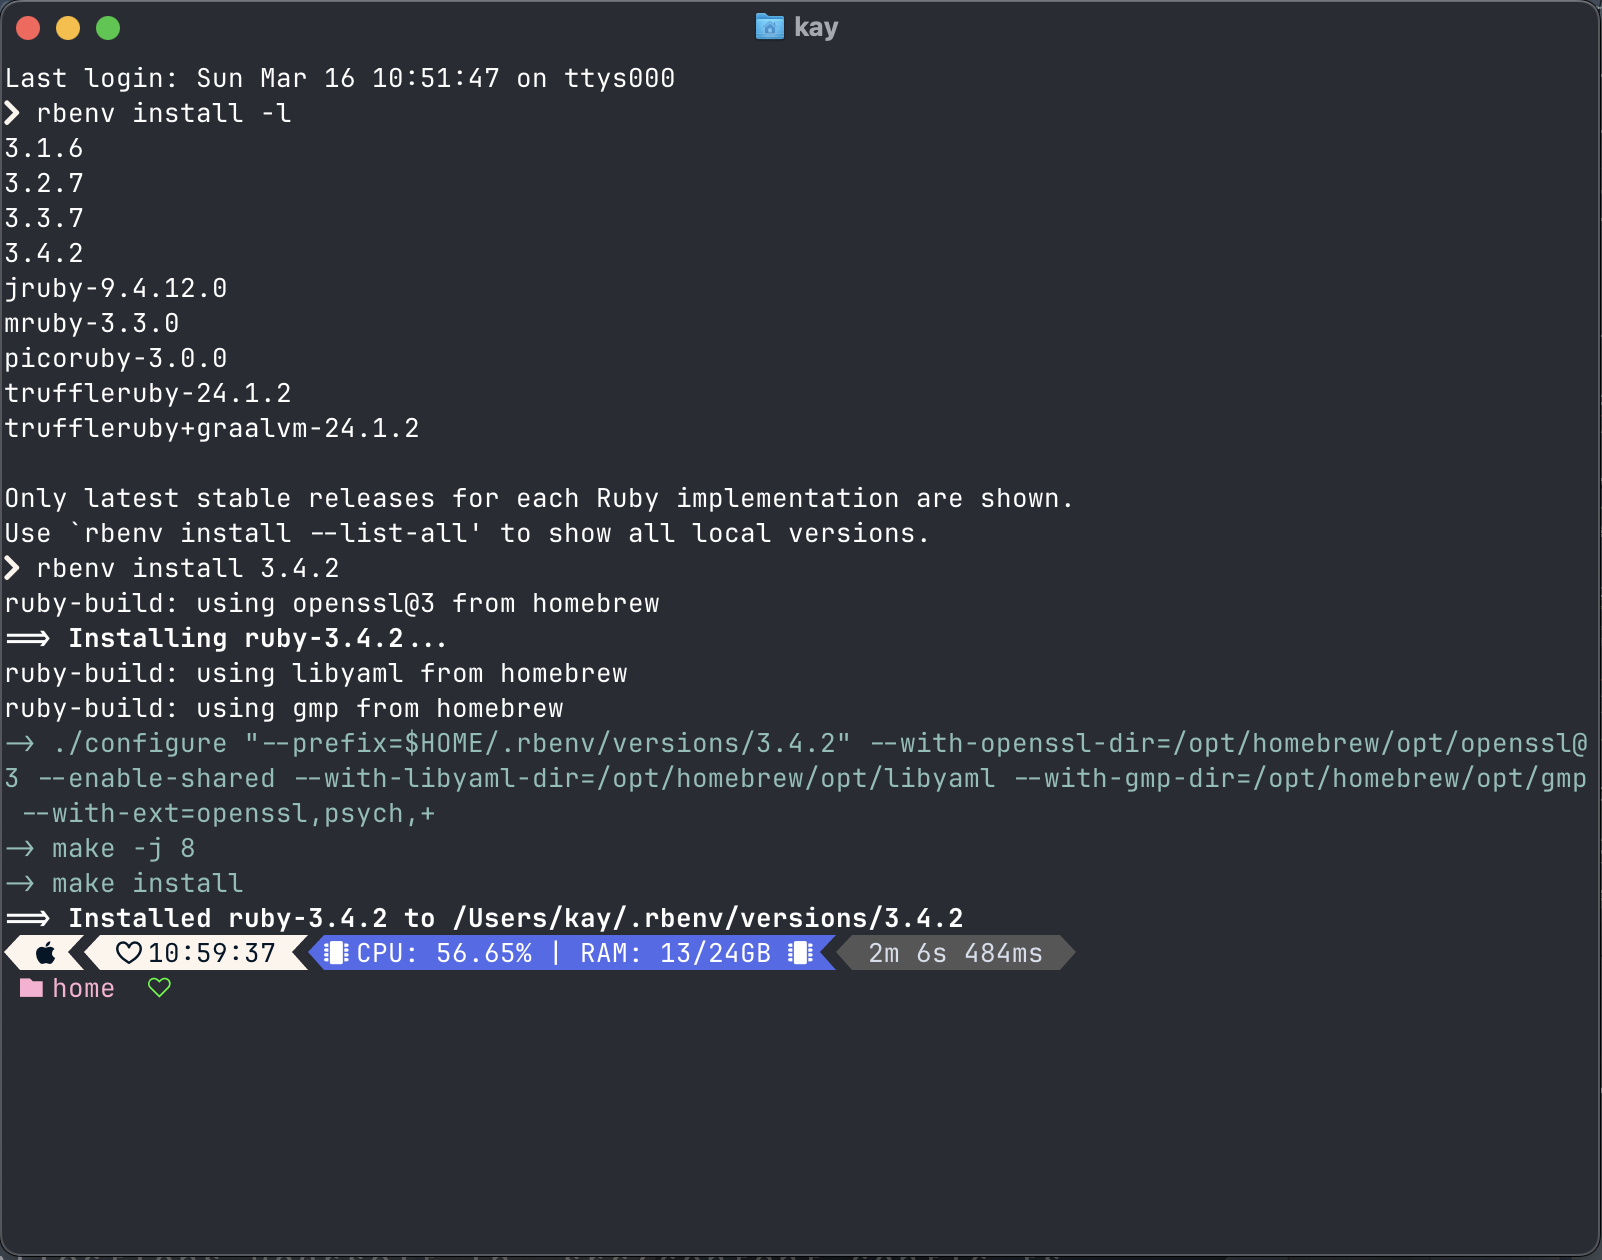 kay
Last login: Sun Mar 16 10:51:47 on ttys000
❯ rbenv install -l
3.1.6
3.2.7
3.3.7
3.4.2
jruby-9.4.12.0
mruby-3.3.0
picoruby-3.0.0
truffleruby-24.1.2
truffleruby+graalvm-24.1.2

Only latest stable releases for each Ruby implementation are shown.
Use `rbenv install --list-all' to show all local versions.
❯ rbenv install 3.4.2
ruby-build: using openssl@3 from homebrew
==> Installing ruby-3.4.2...
ruby-build: using libyaml from homebrew
ruby-build: using gmp from homebrew
-> ./configure "--prefix=$HOME/.rbenv/versions/3.4.2" --with-openssl-dir=/opt/homebrew/opt/openssl@
3 --enable-shared --with-libyaml-dir=/opt/homebrew/opt/libyaml --with-gmp-dir=/opt/homebrew/opt/gmp
--with-ext=openssl,psych,+
-> make -j 8
-> make install
==> Installed ruby-3.4.2 to /Users/kay/.rbenv/versions/3.4.2
♡ 10:59:37 CPU: 56.65% | RAM: 13/24GB 2m 6s 484ms
home ♡